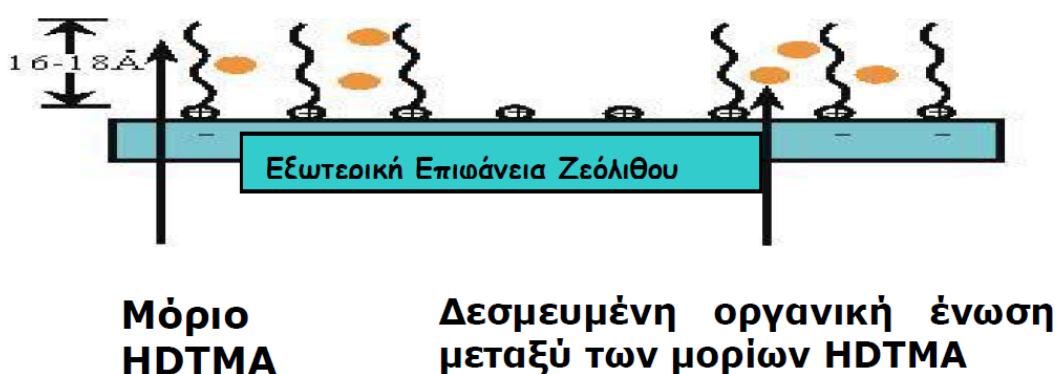 16-18Å
Εξωτερική Επιφάνεια Ζεόλιθου
Μόριο
HDTMA
Δεσμευμένη οργανική ένωση
μεταξύ των μορίων HDTMA